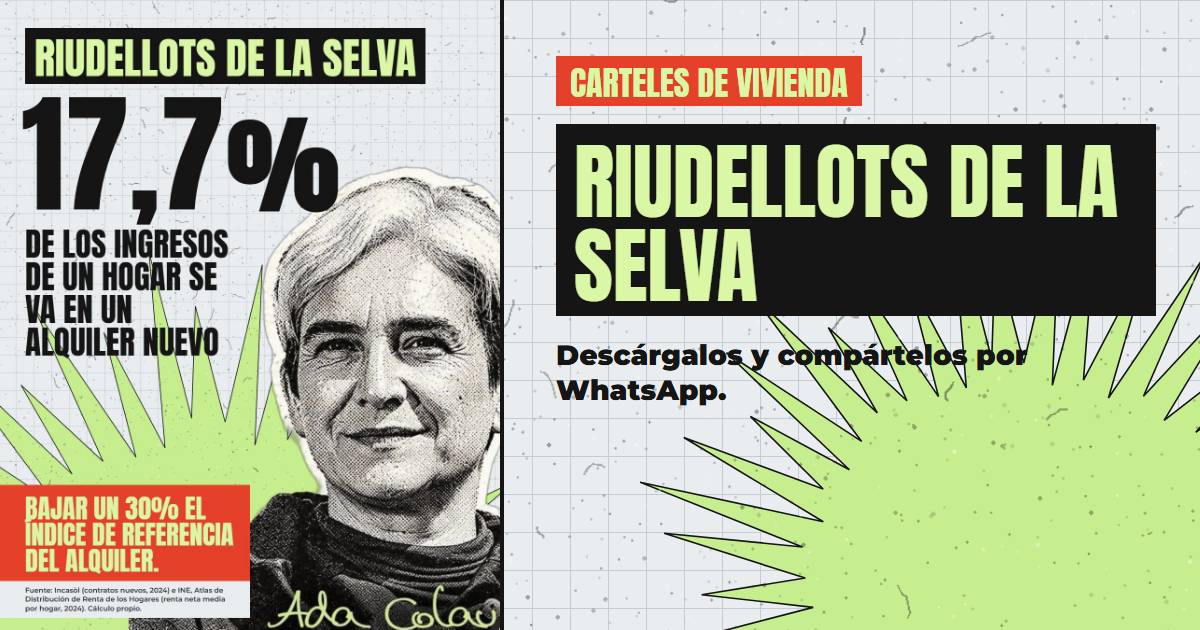 RIUDELLOTS DE LA SELVA
17,7%
DE LOS INGRESOS
DE UN HOGAR SE
VA EN UN
ALQUILER NUEVO
BAJAR UN 30% EL
ÍNDICE DE REFERENCIA
DEL ALQUILER.
Fuente: Incasòl (contratos nuevos, 2024) e INE, Atlas de
Distribución de Renta de los Hogares (renta neta media
por hogar, 2024). Cálculo propio.
Ada Colau
CARTELES DE VIVIENDA
RIUDELLOTS DE LA
SELVA
Descárgalos y compártelos por
WhatsApp.